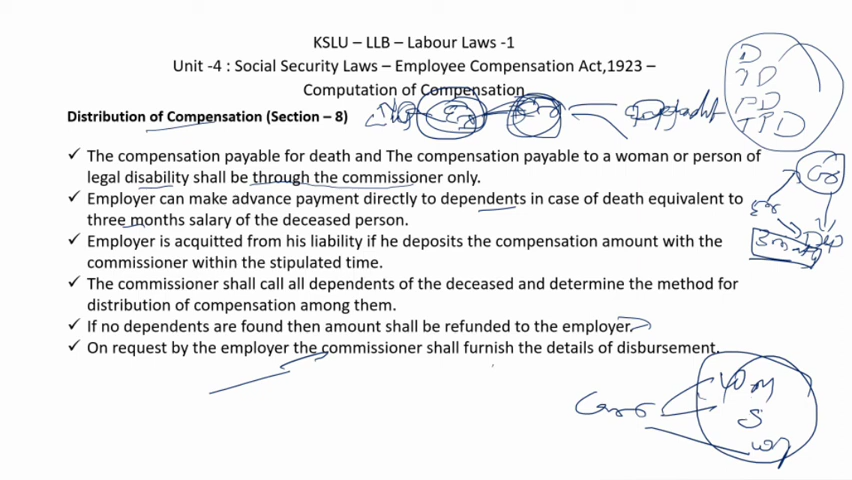 KSLU – LLB – Labour Laws -1
Unit -4 : Social Security Laws – Employee Compensation Act,1923 –
Computation of Compensation
Distribution of Compensation (Section – 8)
D
TD
PD
TPD
✓ The compensation payable for death and The compensation payable to a woman or person of
legal disability shall be through the commissioner only.
✓ Employer can make advance payment directly to dependents in case of death equivalent to
three months salary of the deceased person.
✓ Employer is acquitted from his liability if he deposits the compensation amount with the
commissioner within the stipulated time.
✓ The commissioner shall call all dependents of the deceased and determine the method for
distribution of compensation among them.
✓ If no dependents are found then amount shall be refunded to the employer.
✓ On request by the employer the commissioner shall furnish the details of disbursement.